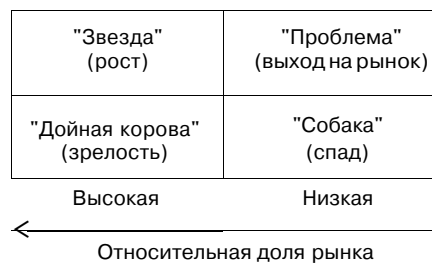 "Звезда"
(рост)
"Проблема"
(выход на рынок)
"Дойная корова"
(зрелость)
"Собака"
(спад)
Высокая
Низкая
Относительная доля рынка